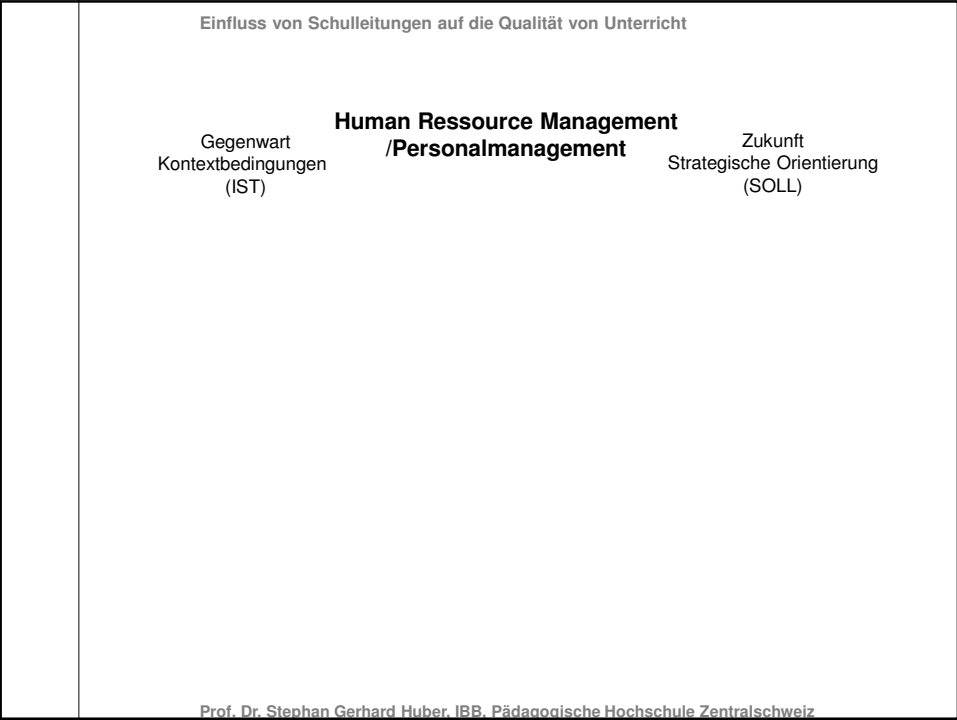 Einfluss von Schulleitungen auf die Qualität von Unterricht
Human Ressource Management
/Personalmanagement
Gegenwart
Kontextbedingungen
(IST)
Zukunft
Strategische Orientierung
(SOLL)
Prof. Dr. Stephan Gerhard Huber, IBB, Pädagogische Hochschule Zentralschweiz